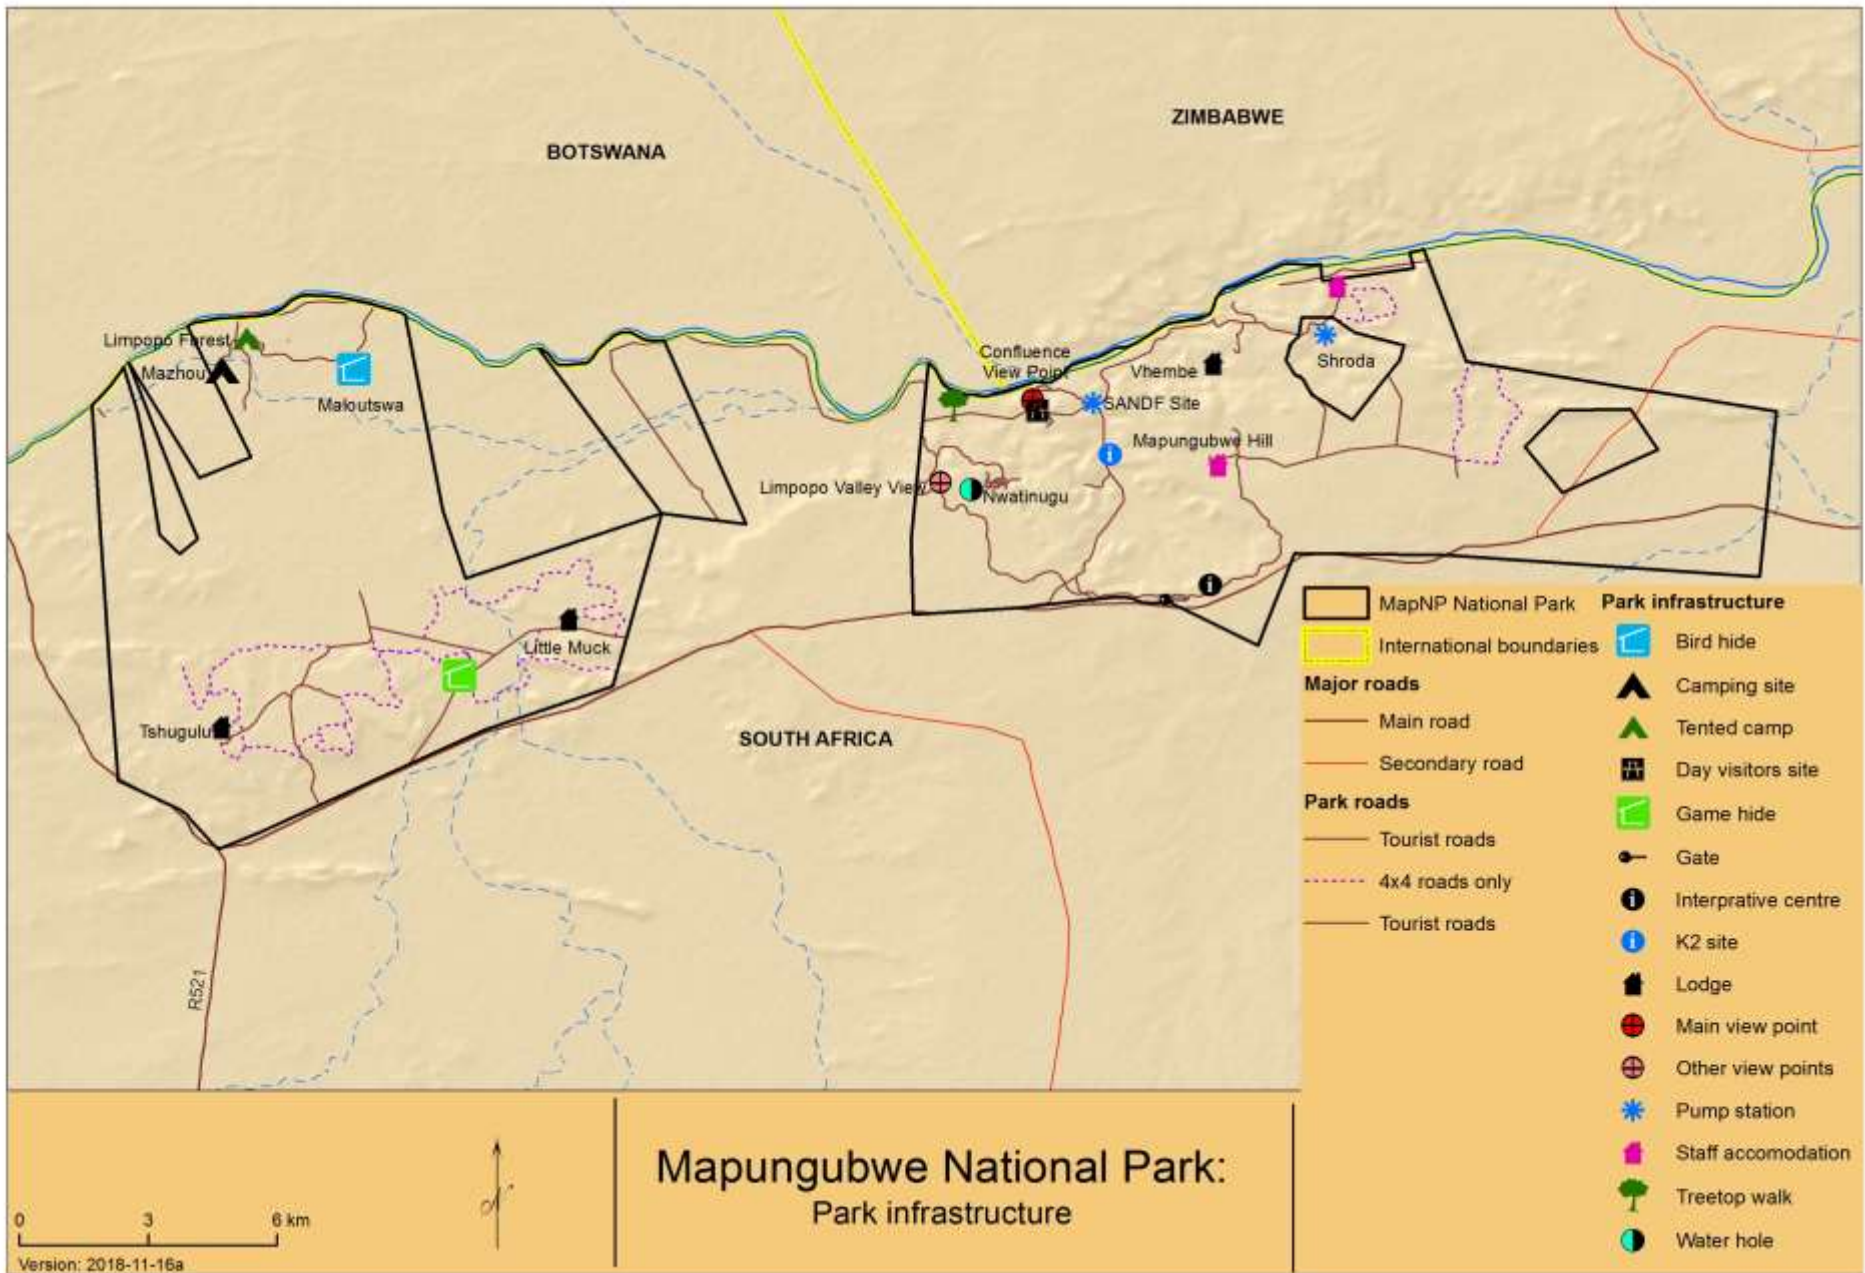 ZIMBABWE
BOTSWANA
Limpopo Forest
Mazhou
Maloutswa
Confluence
View Point
Vhembe
Shroda
SANDF Site
Mapungubwe Hill
Limpopo Valley View
Nwatinugu
Little Muck
Tshugulu
SOUTH AFRICA
R521
MapNP National Park
International boundaries
Major roads
Main road
Secondary road
Park roads
Tourist roads
4x4 roads only
Tourist roads
Park infrastructure
Bird hide
Camping site
Tented camp
Day visitors site
Game hide
Gate
Interprative centre
K2 site
Lodge
Main view point
Other view points
Pump station
Staff accomodation
Treetop walk
Water hole
0 3 6 km
Version: 2018-11-16a
Mapungubwe National Park:
Park infrastructure